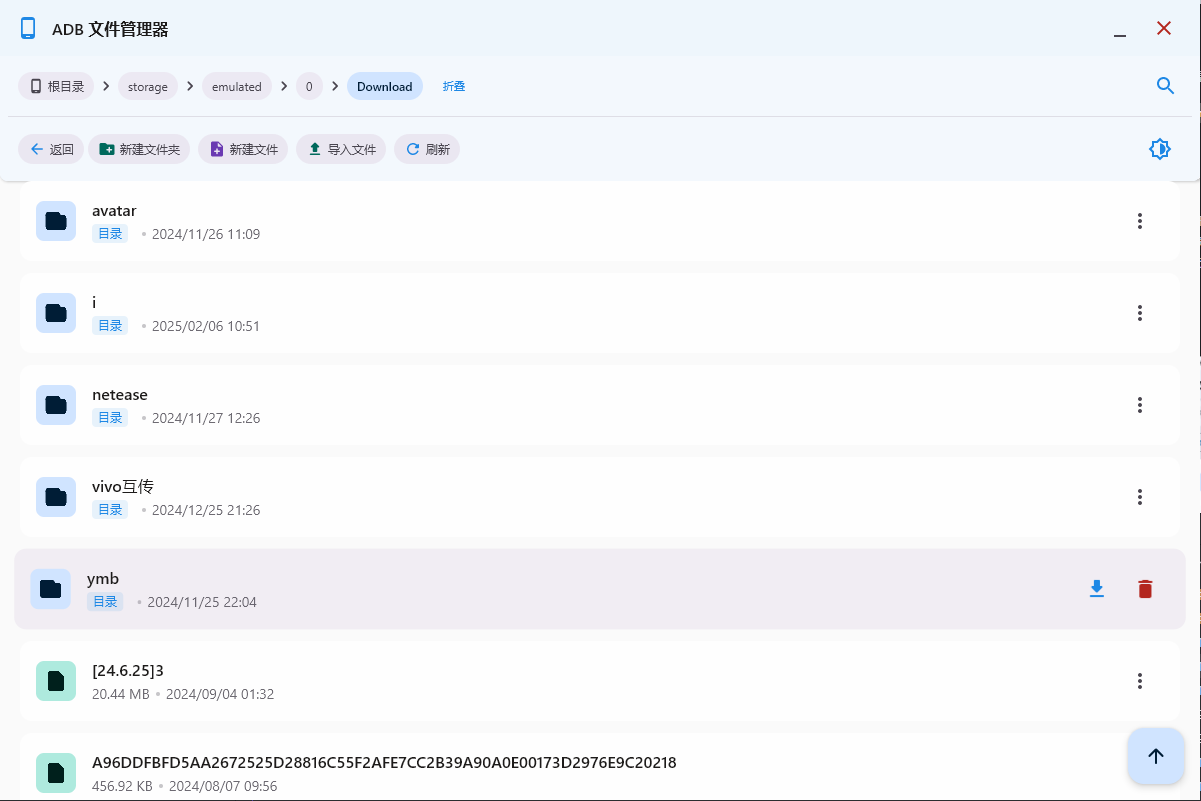 ADB 文件管理器
根目录 storage emulated 0 Download 折叠
返回 新建文件夹 新建文件 导入文件 刷新
avatar
目录 • 2024/11/26 11:09
i
目录 • 2025/02/06 10:51
netease
目录 • 2024/11/27 12:26
vivo互传
目录 • 2024/12/25 21:26
ymb
目录 • 2024/11/25 22:04
[24.6.25]3
20.44 MB • 2024/09/04 01:32
A96DDFBFD5AA2672525D28816C55F2AFE7CC2B39A90A0E00173D2976E9C20218
456.92 KB • 2024/08/07 09:56